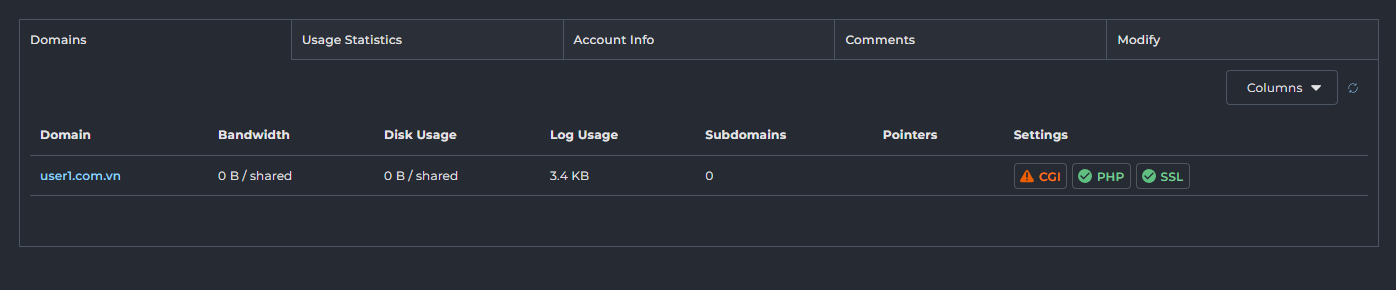 Domains Usage Statistics Account Info Comments Modify
Columns
Domain Bandwidth Disk Usage Log Usage Subdomains Pointers Settings
user1.com.vn 0 B / shared 0 B / shared 3.4 KB 0 CGI PHP SSL